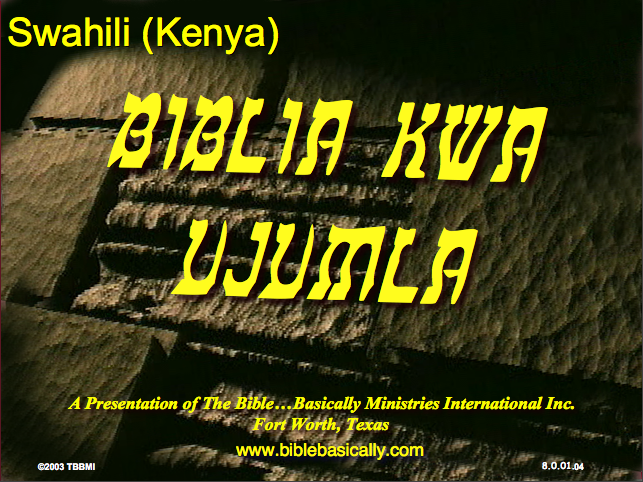 Swahili (Kenya)
BIBLIA KWA
UJUMLA
A Presentation of The Bible…Basically Ministries International Inc.
Fort Worth, Texas
www.biblebasically.com
©2003 TBBMI
8.0.01.04